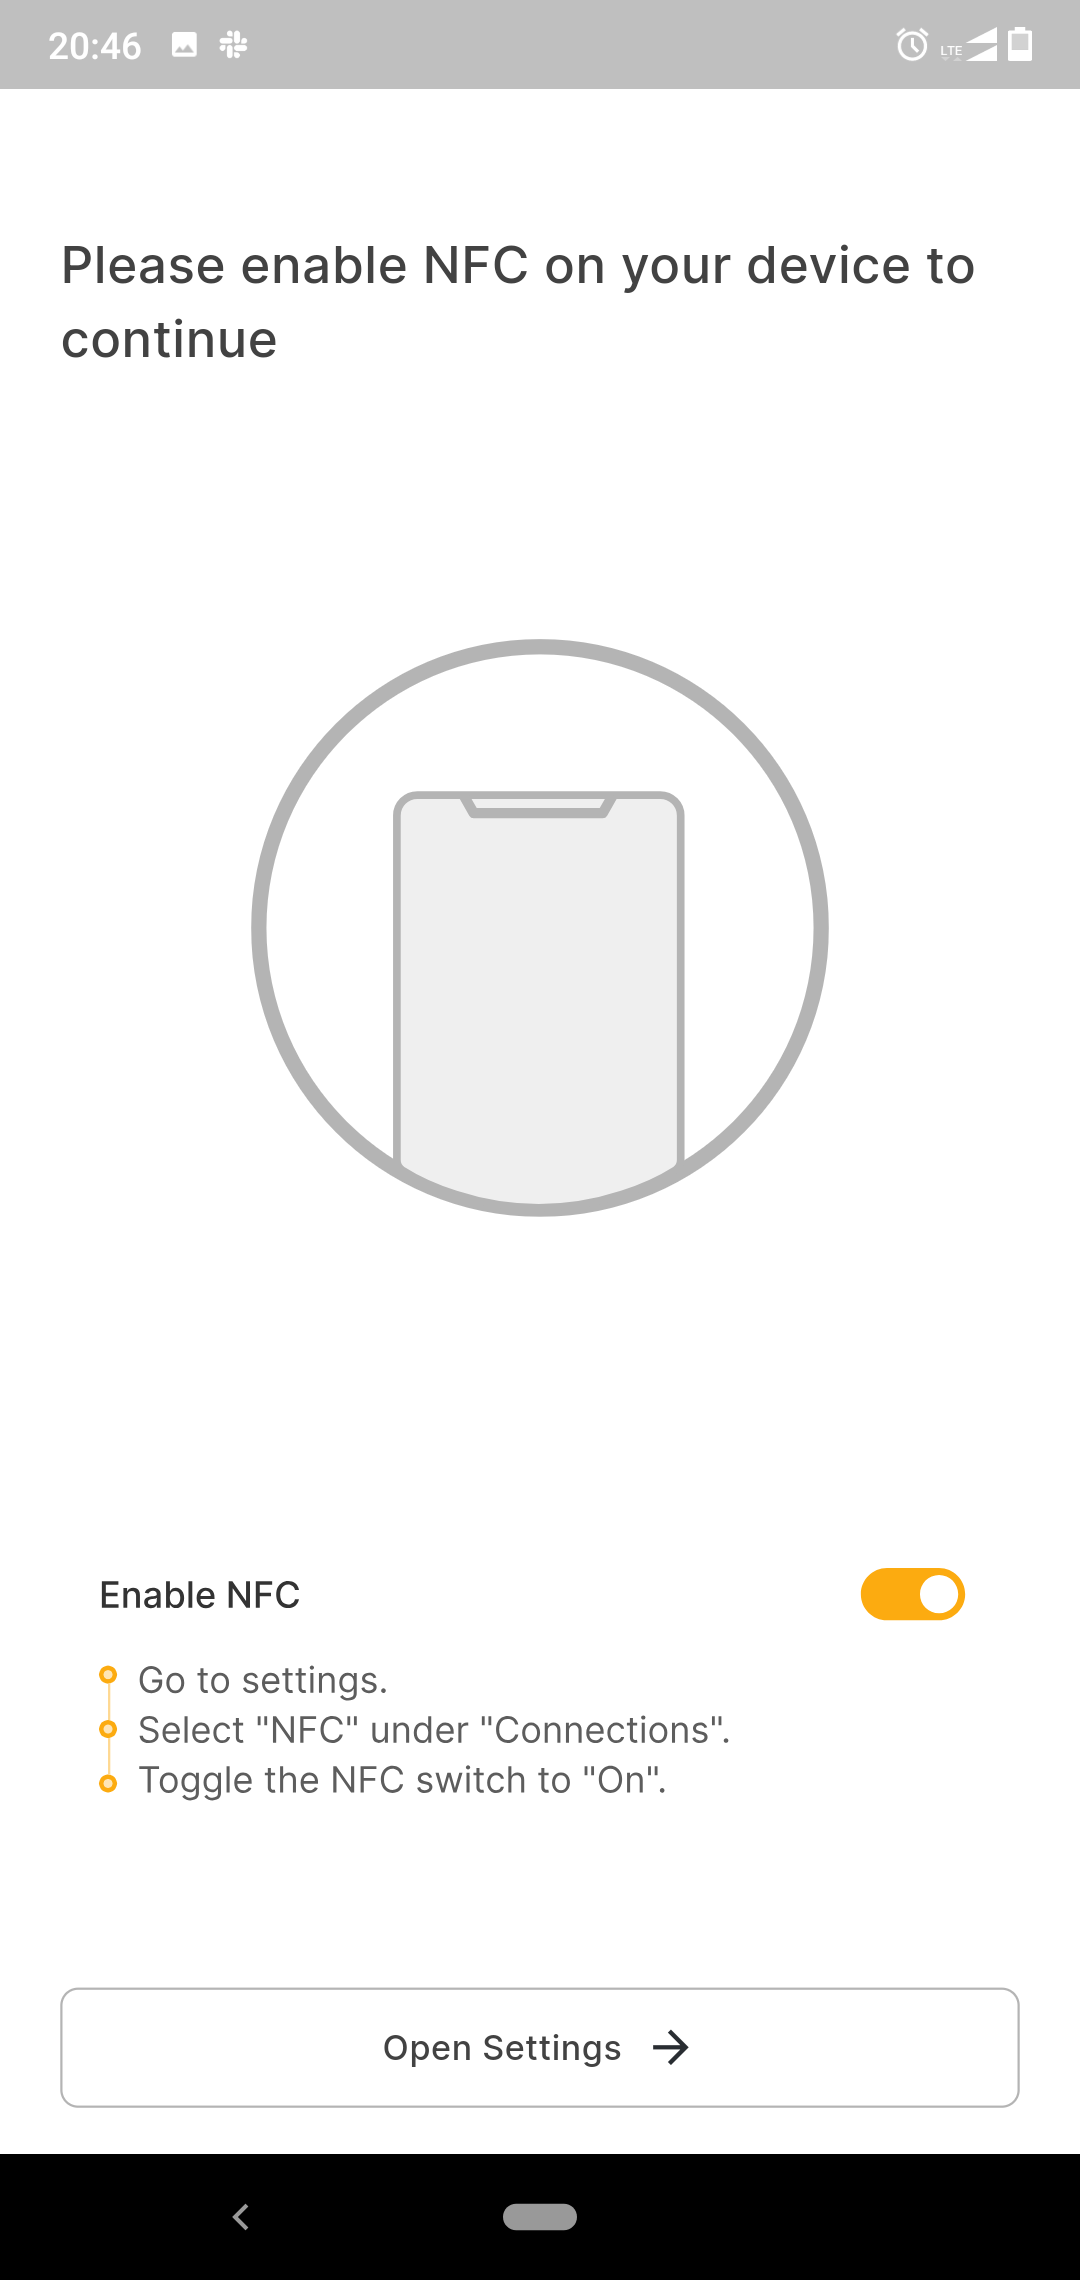 20:46
LTE
Please enable NFC on your device to
continue
Enable NFC
Go to settings.
Select "NFC" under "Connections".
Toggle the NFC switch to "On".
Open Settings